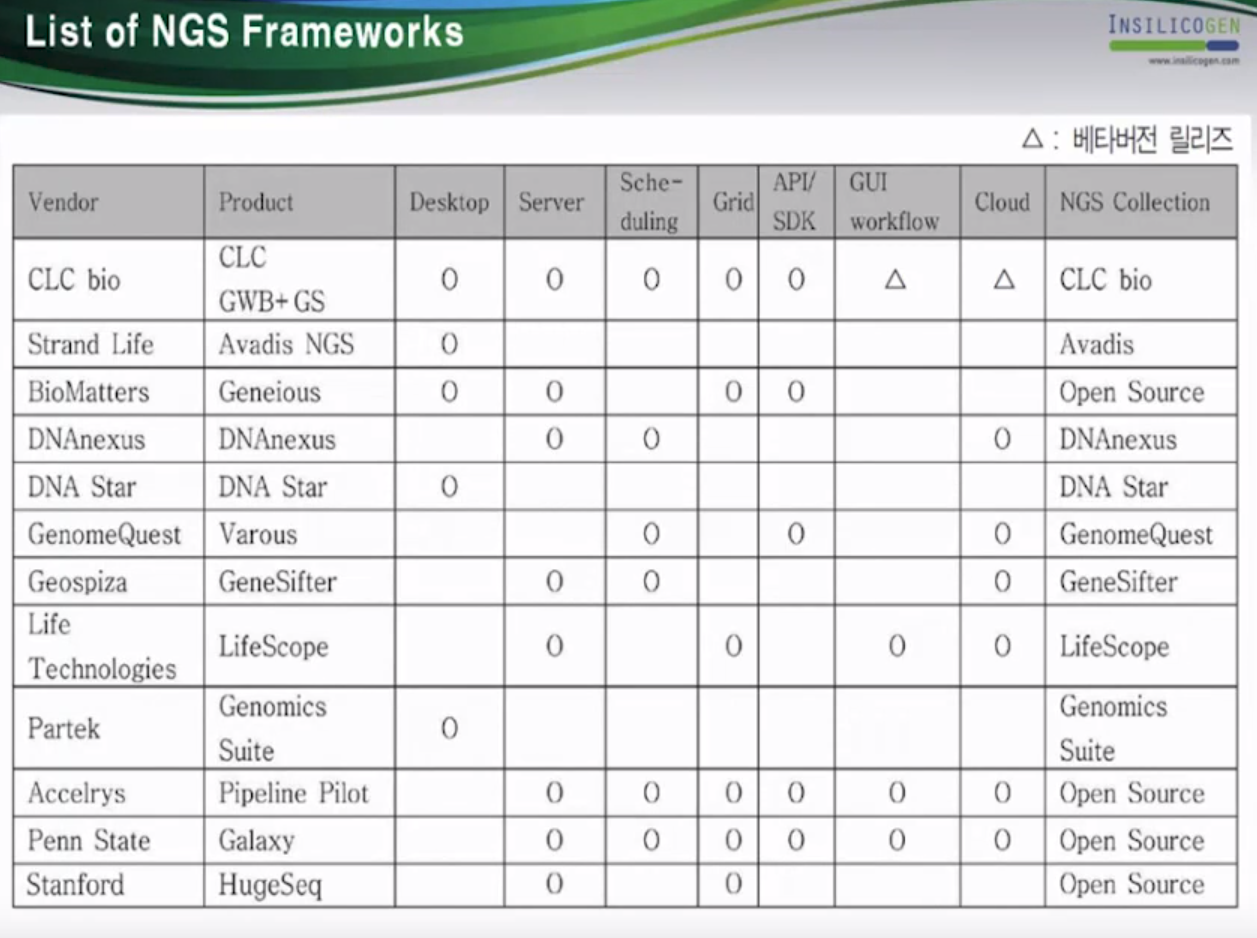 List of NGS Frameworks
INSILICOGEN
www.insilicogen.com
△ : 베타버전 릴리즈
Vendor Product Desktop Server Sche-duling Grid API/SDK GUI workflow Cloud NGS Collection
CLC bio CLC GWB+GS O O O O O △ △ CLC bio
Strand Life Avadis NGS O Avadis
BioMatters Geneious O O O O Open Source
DNAnexus DNAnexus O O O DNAnexus
DNA Star DNA Star O DNA Star
GenomeQuest Varous O O O GenomeQuest
Geospiza GeneSifter O O O GeneSifter
Life Technologies LifeScope O O O O LifeScope
Partek Genomics Suite O Genomics Suite
Accelrys Pipeline Pilot O O O O O O Open Source
Penn State Galaxy O O O O O O Open Source
Stanford HugeSeq O O Open Source